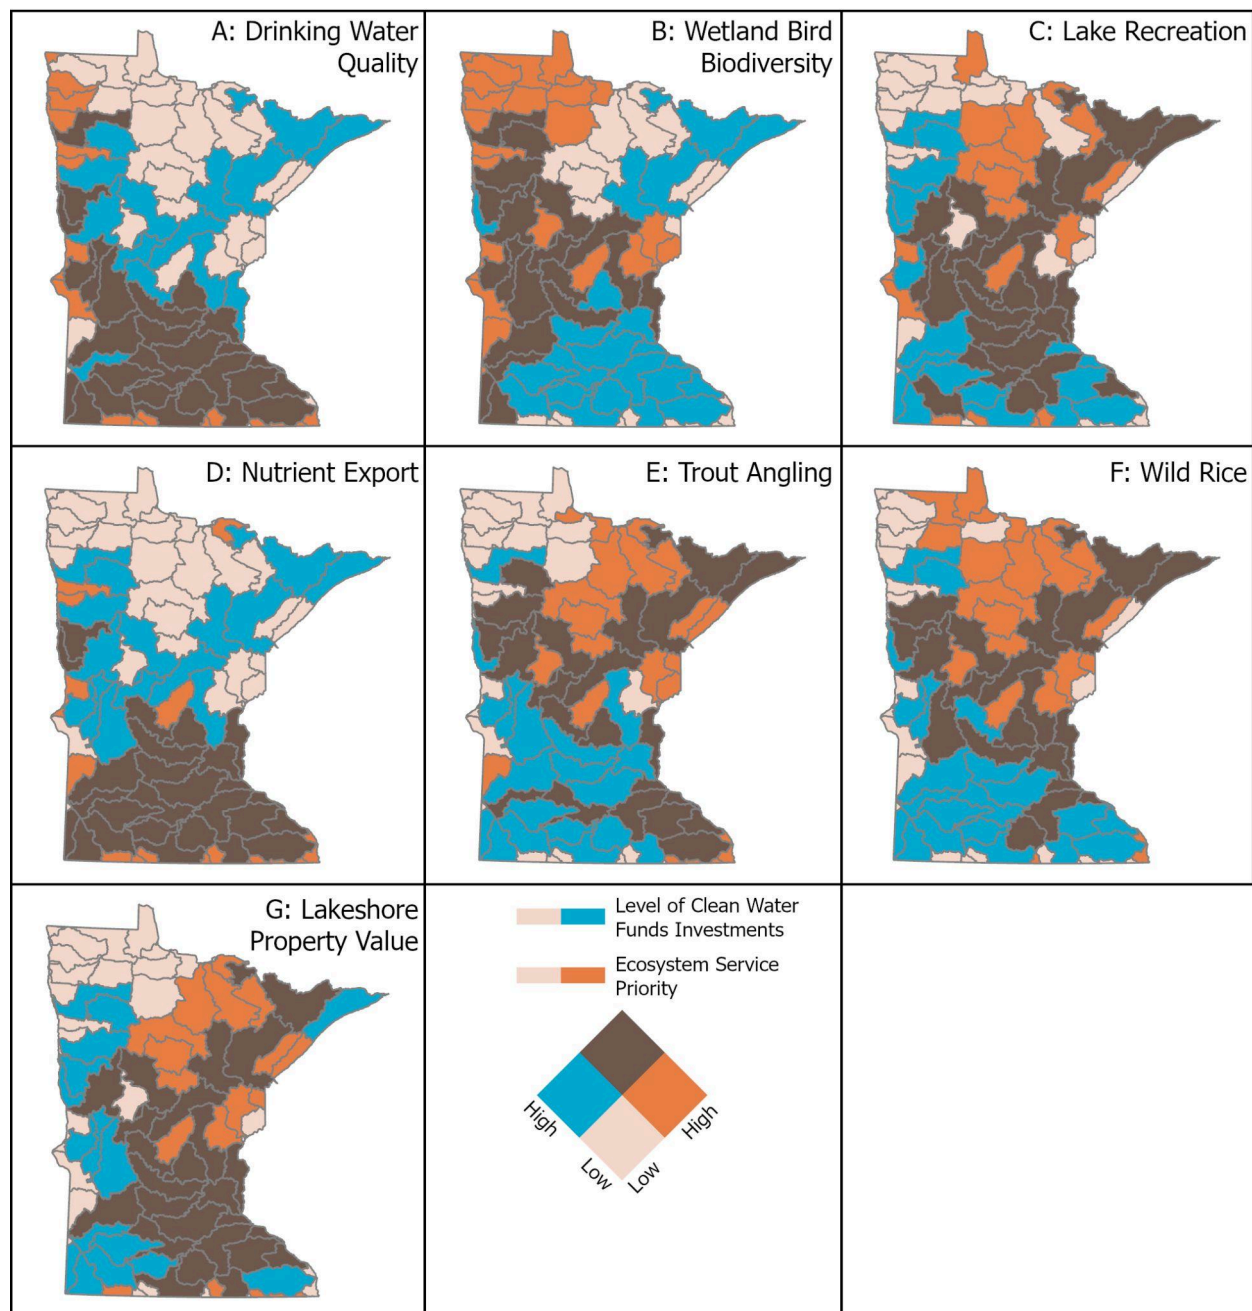 A: Drinking Water
Quality
B: Wetland Bird
Biodiversity
C: Lake Recreation
D: Nutrient Export
E: Trout Angling
F: Wild Rice
G: Lakeshore
Property Value
Level of Clean Water
Funds Investments
Ecosystem Service
Priority
High
Low
Low
High